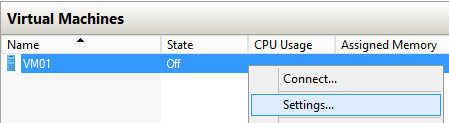 Virtual Machines
Name State CPU Usage Assigned Memory
VM01 Off
Connect...
Settings...